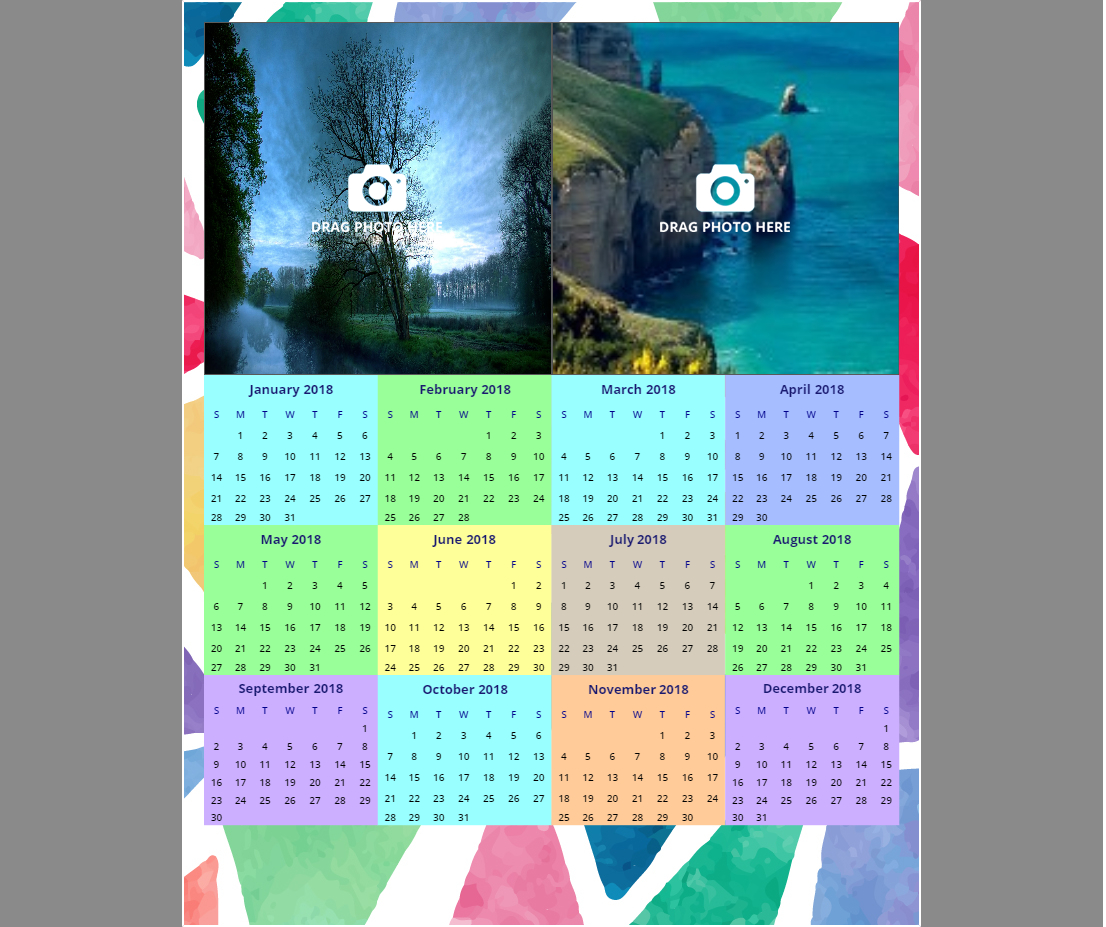 DRAG PHOTO HERE
DRAG PHOTO HERE
January 2018
S M T W T F S
1 2 3 4 5 6
7 8 9 10 11 12 13
14 15 16 17 18 19 20
21 22 23 24 25 26 27
28 29 30 31
February 2018
S M T W T F S
1 2 3
4 5 6 7 8 9 10
11 12 13 14 15 16 17
18 19 20 21 22 23 24
25 26 27 28
March 2018
S M T W T F S
1 2 3
4 5 6 7 8 9 10
11 12 13 14 15 16 17
18 19 20 21 22 23 24
25 26 27 28 29 30 31
April 2018
S M T W T F S
1 2 3 4 5 6 7
8 9 10 11 12 13 14
15 16 17 18 19 20 21
22 23 24 25 26 27 28
29 30
May 2018
S M T W T F S
1 2 3 4 5
6 7 8 9 10 11 12
13 14 15 16 17 18 19
20 21 22 23 24 25 26
27 28 29 30 31
June 2018
S M T W T F S
1 2
3 4 5 6 7 8 9
10 11 12 13 14 15 16
17 18 19 20 21 22 23
24 25 26 27 28 29 30
July 2018
S M T W T F S
1 2 3 4 5 6 7
8 9 10 11 12 13 14
15 16 17 18 19 20 21
22 23 24 25 26 27 28
29 30 31
August 2018
S M T W T F S
1 2 3 4
5 6 7 8 9 10 11
12 13 14 15 16 17 18
19 20 21 22 23 24 25
26 27 28 29 30 31
September 2018
S M T W T F S
1
2 3 4 5 6 7 8
9 10 11 12 13 14 15
16 17 18 19 20 21 22
23 24 25 26 27 28 29
30
October 2018
S M T W T F S
1 2 3 4 5 6
7 8 9 10 11 12 13
14 15 16 17 18 19 20
21 22 23 24 25 26 27
28 29 30 31
November 2018
S M T W T F S
1 2 3
4 5 6 7 8 9 10
11 12 13 14 15 16 17
18 19 20 21 22 23 24
25 26 27 28 29 30
December 2018
S M T W T F S
1
2 3 4 5 6 7 8
9 10 11 12 13 14 15
16 17 18 19 20 21 22
23 24 25 26 27 28 29
30 31